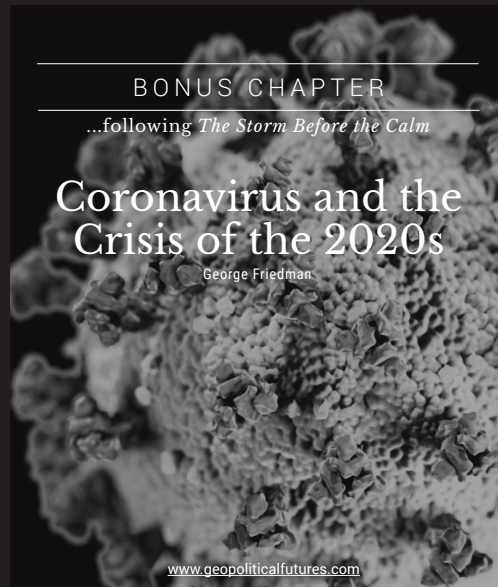 BONUS CHAPTER
...following The Storm Before the Calm
Coronavirus and the
Crisis of the 2020s
George Friedman
www.geopoliticalfutures.com